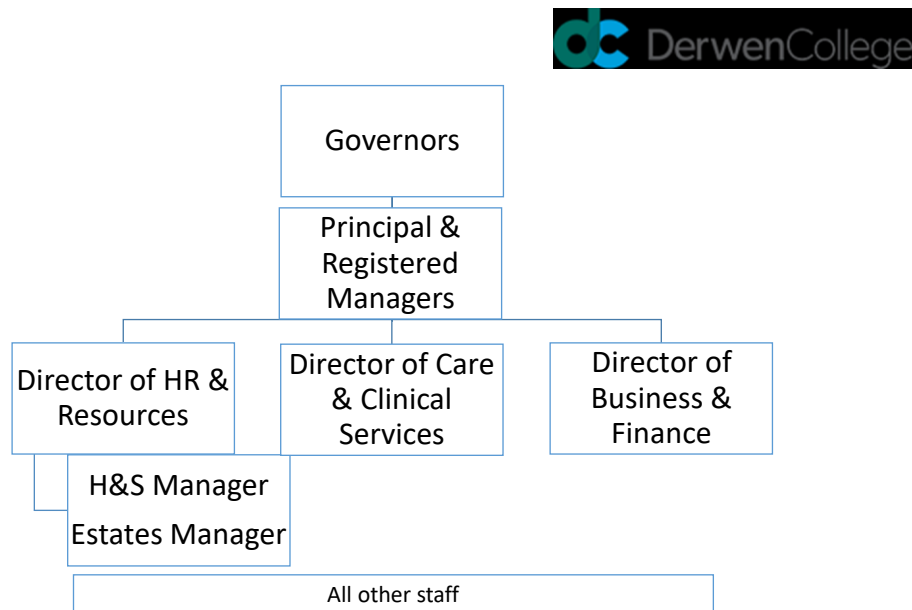 dc DerwenCollege
Governors
Principal &
Registered
Managers
Director of HR &
Resources
Director of Care
& Clinical
Services
Director of
Business &
Finance
H&S Manager
Estates Manager
All other staff